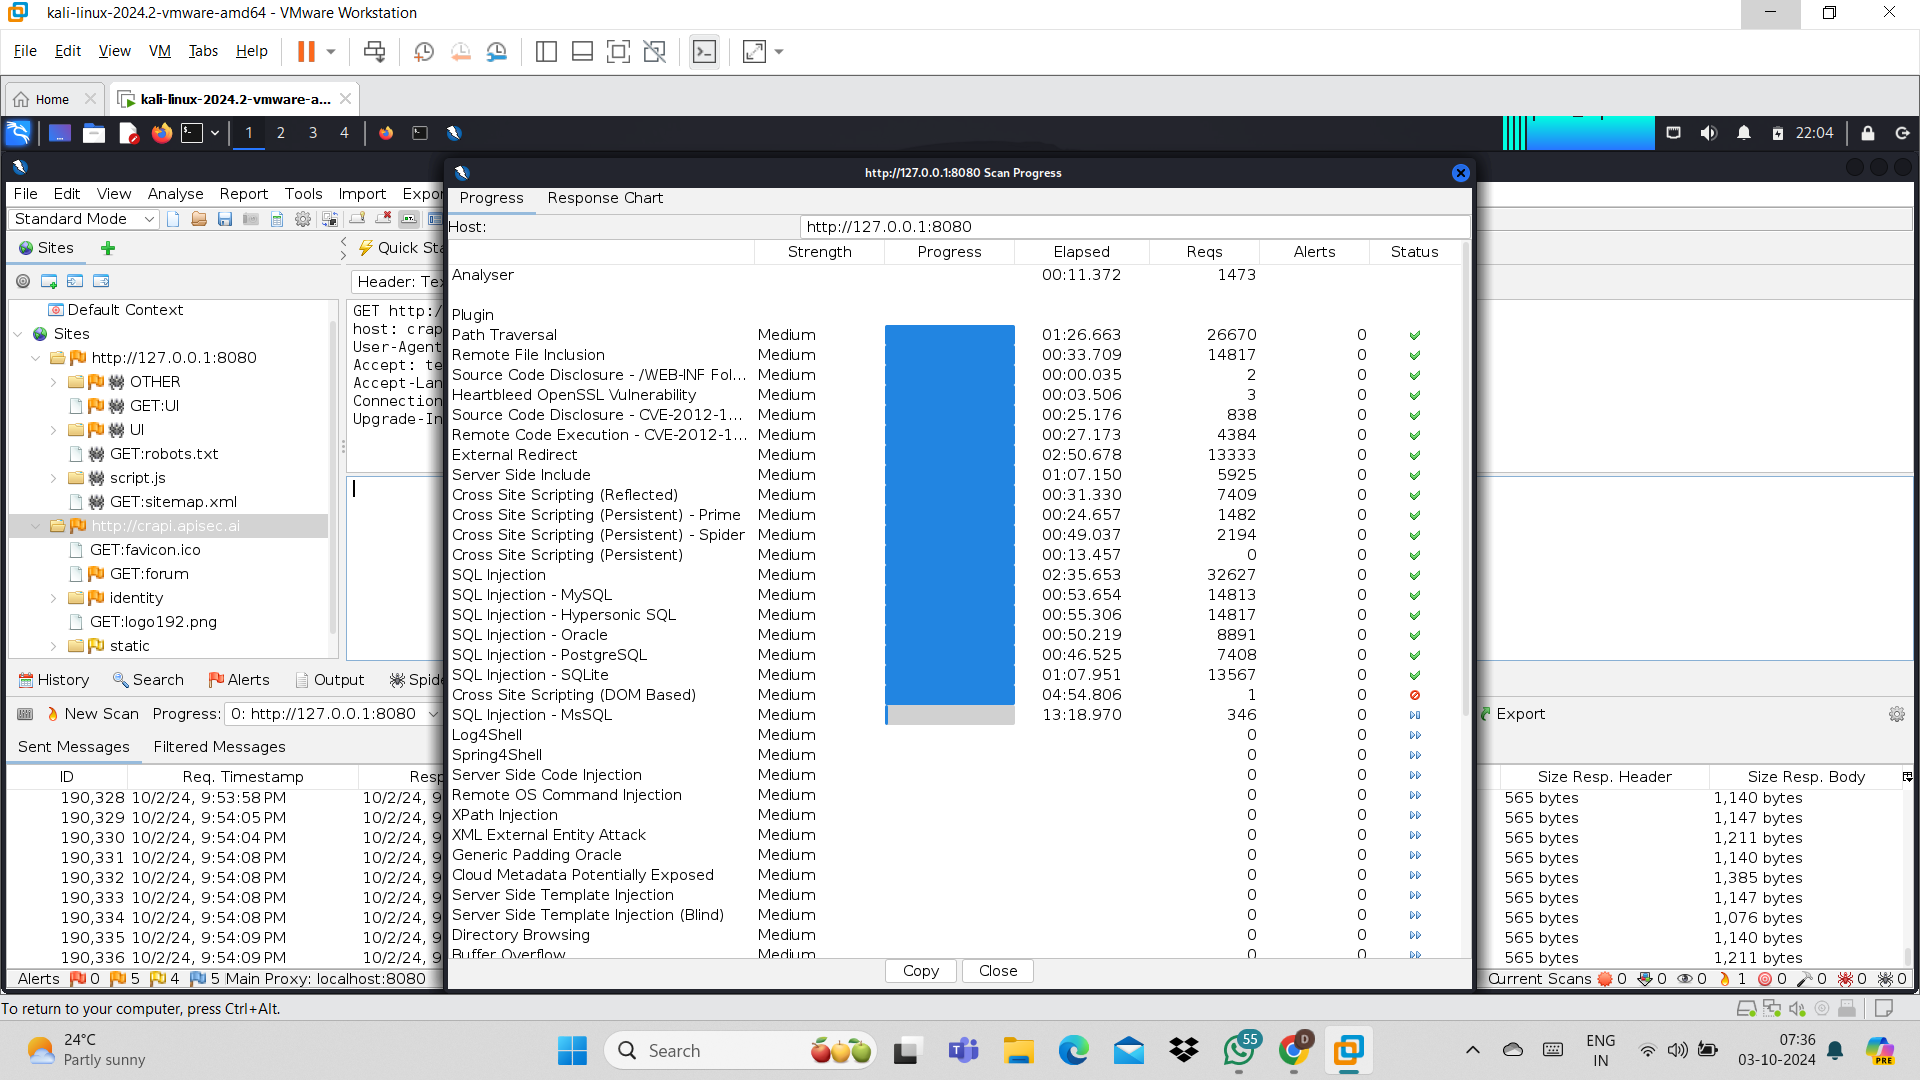 kali-linux-2024.2-vmware-amd64 - VMware Workstation
File Edit View VM Tabs Help
Home kali-linux-2024.2-vmware-a...
1 2 3 4 22:04
http://127.0.0.1:8080 Scan Progress
File Edit View Analyse Report Tools Import Expor
Progress Response Chart
Standard Mode
Host: http://127.0.0.1:8080
Sites Quick Sta
Strength Progress Elapsed Reqs Alerts Status
Header: Tex
Default Context
Sites
http://127.0.0.1:8080
OTHER
GET:UI
UI
GET:robots.txt
script.js
GET:sitemap.xml
http://crapi.apisec.ai
GET:favicon.ico
GET:forum
identity
GET:logo192.png
static
GET http:/
host: crap
User-Agent
Accept: te
Accept-Lan
Connection
Upgrade-In
Analyser 00:11.372 1473
Plugin
Path Traversal Medium 01:26.663 26670 0
Remote File Inclusion Medium 00:33.709 14817 0
Source Code Disclosure - /WEB-INF Fol... Medium 00:00.035 2 0
Heartbleed OpenSSL Vulnerability Medium 00:03.506 3 0
Source Code Disclosure - CVE-2012-1... Medium 00:25.176 838 0
Remote Code Execution - CVE-2012-1... Medium 00:27.173 4384 0
External Redirect Medium 02:50.678 13333 0
Server Side Include Medium 01:07.150 5925 0
Cross Site Scripting (Reflected) Medium 00:31.330 7409 0
Cross Site Scripting (Persistent) - Prime Medium 00:24.657 1482 0
Cross Site Scripting (Persistent) - Spider Medium 00:49.037 2194 0
Cross Site Scripting (Persistent) Medium 00:13.457 0 0
SQL Injection Medium 02:35.653 32627 0
SQL Injection - MySQL Medium 00:53.654 14813 0
SQL Injection - Hypersonic SQL Medium 00:55.306 14817 0
SQL Injection - Oracle Medium 00:50.219 8891 0
SQL Injection - PostgreSQL Medium 00:46.525 7408 0
SQL Injection - SQLite Medium 01:07.951 13567 0
Cross Site Scripting (DOM Based) Medium 04:54.806 1 0
SQL Injection - MsSQL Medium 13:18.970 346 0
Log4Shell Medium 0 0
Spring4Shell Medium 0 0
Server Side Code Injection Medium 0 0
Remote OS Command Injection Medium 0 0
XPath Injection Medium 0 0
XML External Entity Attack Medium 0 0
Generic Padding Oracle Medium 0 0
Cloud Metadata Potentially Exposed Medium 0 0
Server Side Template Injection Medium 0 0
Server Side Template Injection (Blind) Medium 0 0
Directory Browsing Medium 0 0
Buffer Overflow Medium 0 0
Copy Close
History Search Alerts Output Spide
New Scan Progress: 0: http://127.0.0.1:8080 Export
Sent Messages Filtered Messages
ID Req. Timestamp Resp Size Resp. Header Size Resp. Body
190,328 10/2/24, 9:53:58 PM 10/2/24, 9 565 bytes 1,140 bytes
190,329 10/2/24, 9:54:05 PM 10/2/24, 9 565 bytes 1,147 bytes
190,330 10/2/24, 9:54:04 PM 10/2/24, 9 565 bytes 1,211 bytes
190,331 10/2/24, 9:54:08 PM 10/2/24, 9 565 bytes 1,140 bytes
190,332 10/2/24, 9:54:08 PM 10/2/24, 9 565 bytes 1,385 bytes
190,333 10/2/24, 9:54:08 PM 10/2/24, 9 565 bytes 1,147 bytes
190,334 10/2/24, 9:54:08 PM 10/2/24, 9 565 bytes 1,076 bytes
190,335 10/2/24, 9:54:09 PM 10/2/24, 9 565 bytes 1,140 bytes
190,336 10/2/24, 9:54:09 PM 10/2/24, 9 565 bytes 1,211 bytes
Alerts 0 5 4 5 Main Proxy: localhost:8080 Current Scans 0 0 0 1 0 0 0 0
To return to your computer, press Ctrl+Alt.
24°C
Partly sunny
Search
55
D
ENG
IN
07:36
03-10-2024
PRE